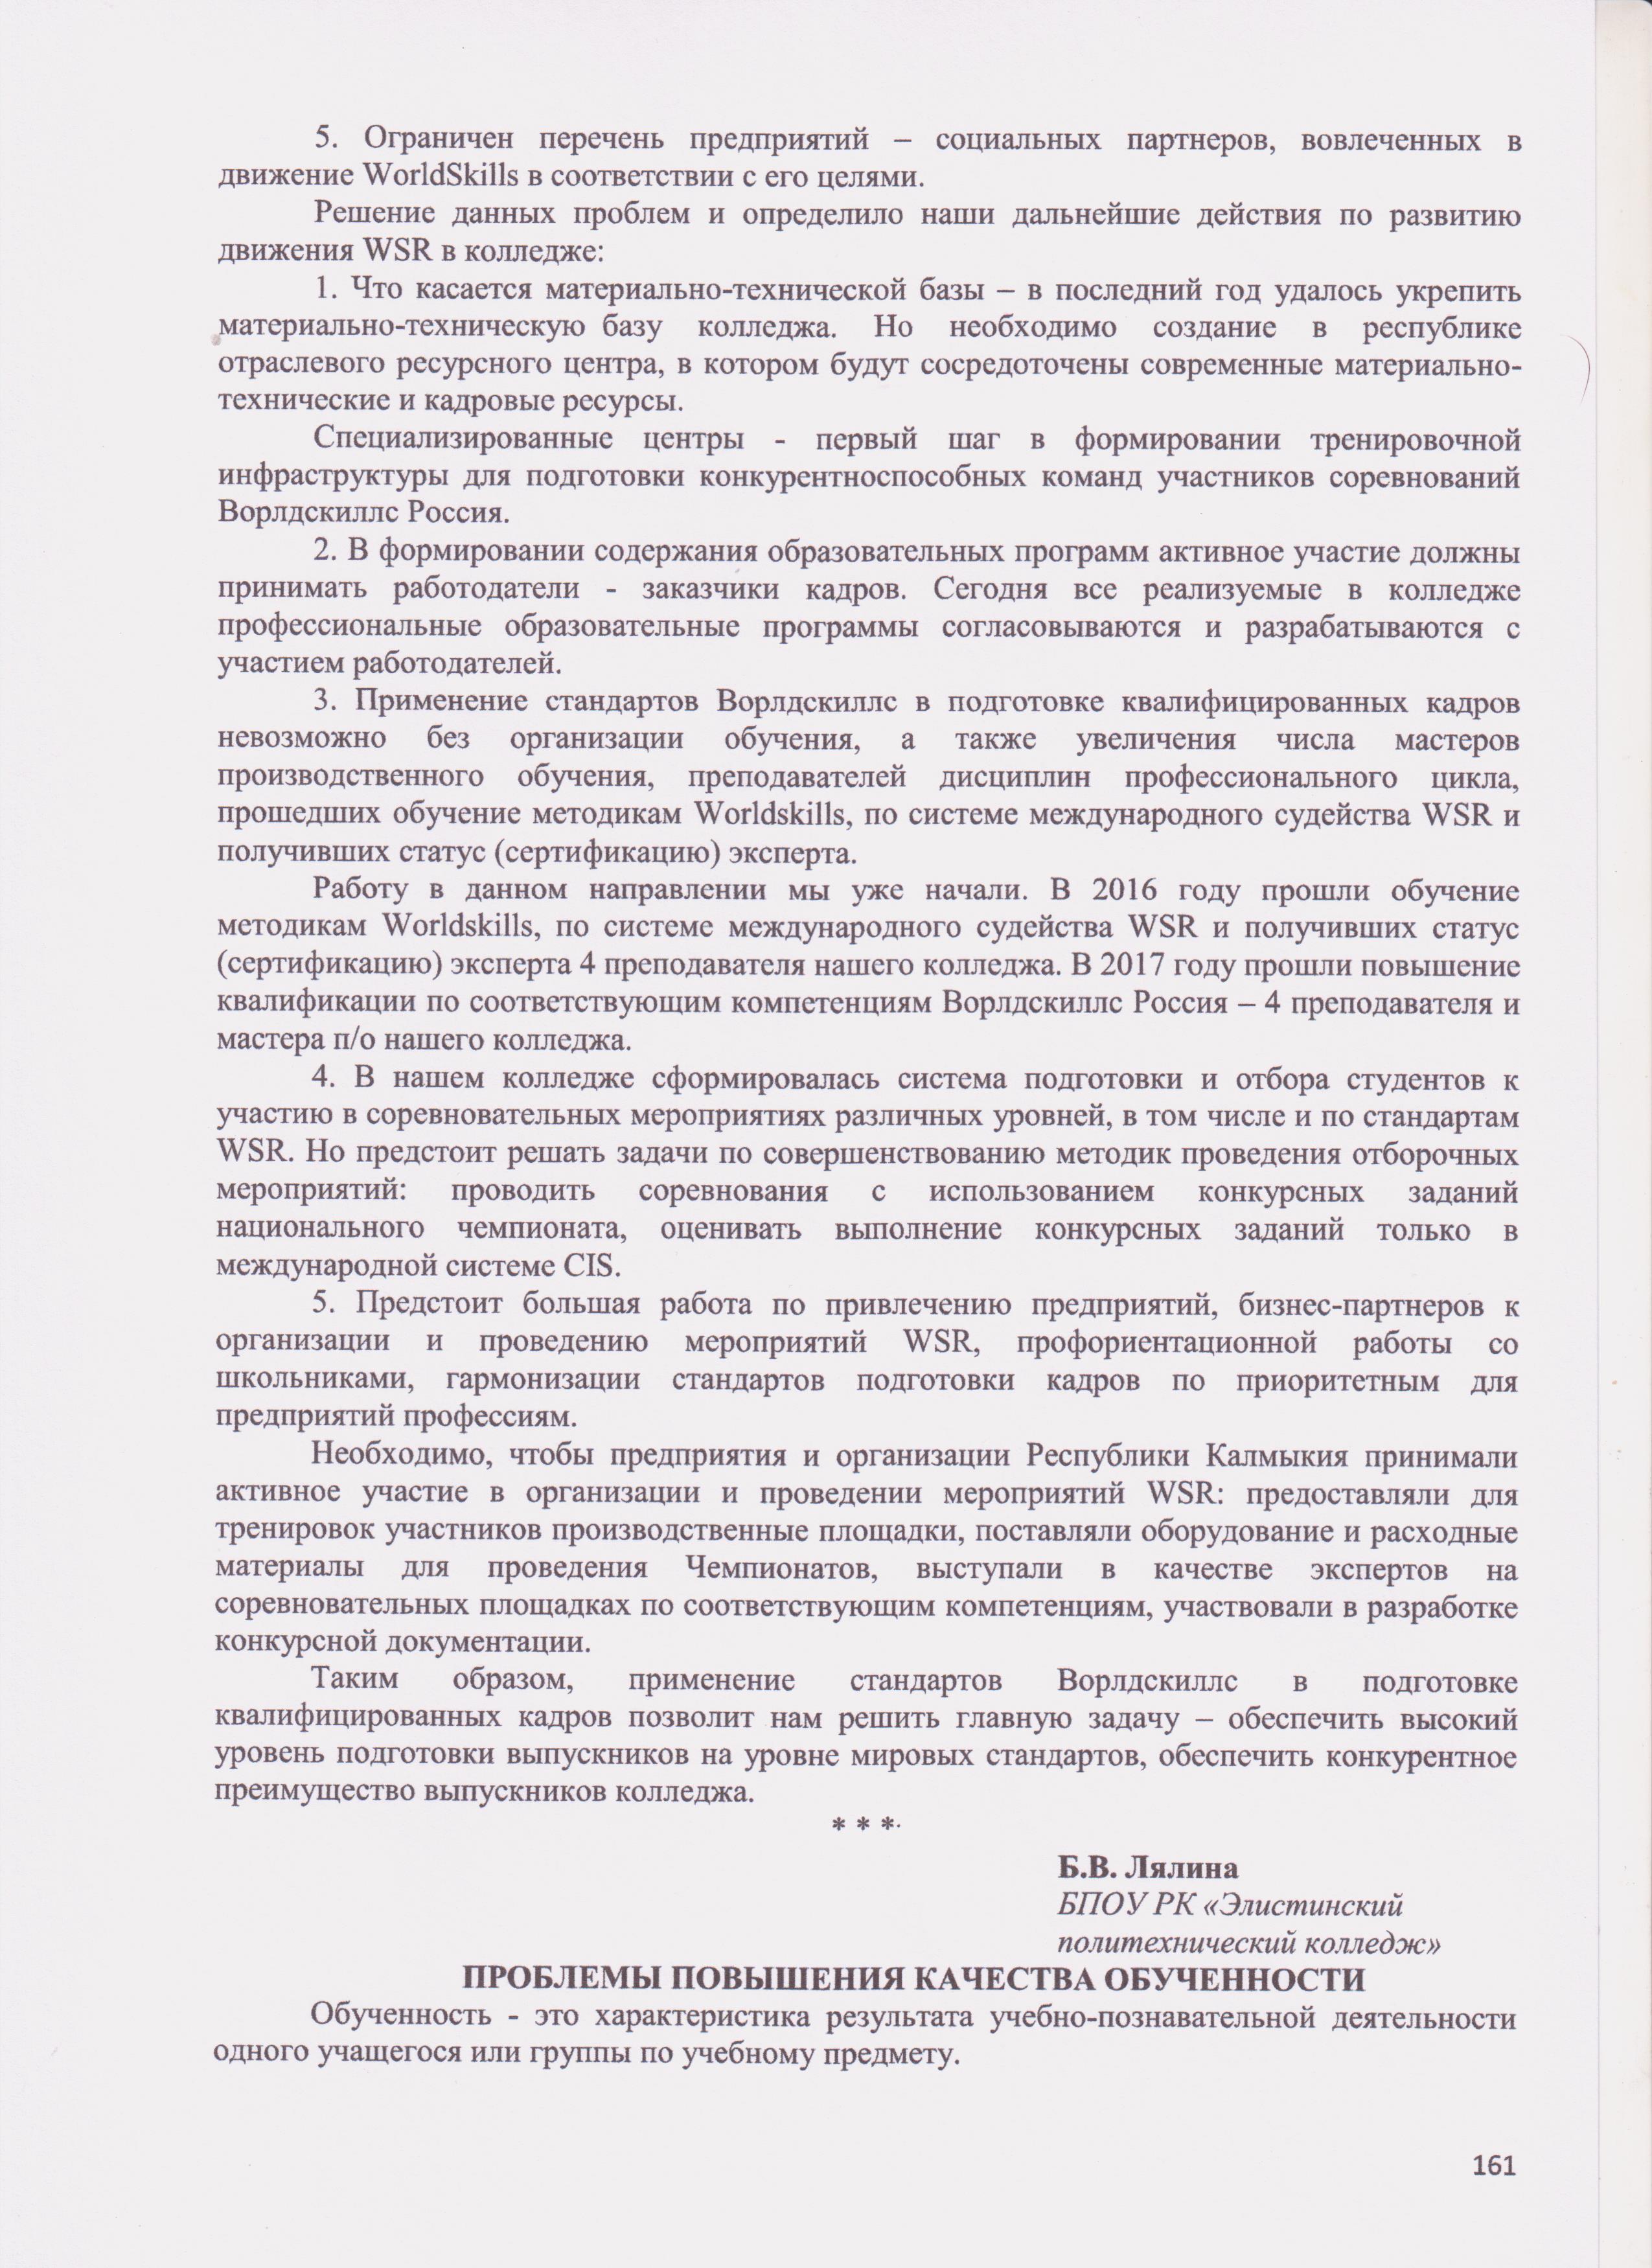 5. Ограничен перечень предприятий – социальных партнеров, вовлеченных в
движение WorldSkills в соответствии с его целями.
Решение данных проблем и определило наши дальнейшие действия по развитию
движения WSR в колледже:
1. Что касается материально-технической базы – в последний год удалось укрепить
материально-техническую базу колледжа. Но необходимо создание в республике
отраслевого ресурсного центра, в котором будут сосредоточены современные материально-
технические и кадровые ресурсы.
Специализированные центры - первый шаг в формировании тренировочной
инфраструктуры для подготовки конкурентноспособных команд участников соревнований
Ворлдскиллс Россия.
2. В формировании содержания образовательных программ активное участие должны
принимать работодатели - заказчики кадров. Сегодня все реализуемые в колледже
профессиональные образовательные программы согласовываются и разрабатываются с
участием работодателей.
3. Применение стандартов Ворлдскиллс в подготовке квалифицированных кадров
невозможно без организации обучения, а также увеличения числа мастеров
производственного обучения, преподавателей дисциплин профессионального цикла,
прошедших обучение методикам Worldskills, по системе международного судейства WSR и
получивших статус (сертификацию) эксперта.
Работу в данном направлении мы уже начали. В 2016 году прошли обучение
методикам Worldskills, по системе международного судейства WSR и получивших статус
(сертификацию) эксперта 4 преподавателя нашего колледжа. В 2017 году прошли повышение
квалификации по соответствующим компетенциям Ворлдскиллс Россия – 4 преподавателя и
мастера п/о нашего колледжа.
4. В нашем колледже сформировалась система подготовки и отбора студентов к
участию в соревновательных мероприятиях различных уровней, в том числе и по стандартам
WSR. Но предстоит решать задачи по совершенствованию методик проведения отборочных
мероприятий: проводить соревнования с использованием конкурсных заданий
национального чемпионата, оценивать выполнение конкурсных заданий только в
международной системе CIS.
5. Предстоит большая работа по привлечению предприятий, бизнес-партнеров к
организации и проведению мероприятий WSR, профориентационной работы со
школьниками, гармонизации стандартов подготовки кадров по приоритетным для
предприятий профессиям.
Необходимо, чтобы предприятия и организации Республики Калмыкия принимали
активное участие в организации и проведении мероприятий WSR: предоставляли для
тренировок участников производственные площадки, поставляли оборудование и расходные
материалы для проведения Чемпионатов, выступали в качестве экспертов на
соревновательных площадках по соответствующим компетенциям, участвовали в разработке
конкурсной документации.
Таким образом, применение стандартов Ворлдскиллс в подготовке
квалифицированных кадров позволит нам решить главную задачу – обеспечить высокий
уровень подготовки выпускников на уровне мировых стандартов, обеспечить конкурентное
преимущество выпускников колледжа.
* * *.
Б.В. Лялина
БПОУ РК «Элистинский
политехнический колледж»
ПРОБЛЕМЫ ПОВЫШЕНИЯ КАЧЕСТВА ОБУЧЕННОСТИ
Обученность - это характеристика результата учебно-познавательной деятельности
одного учащегося или группы по учебному предмету.
161